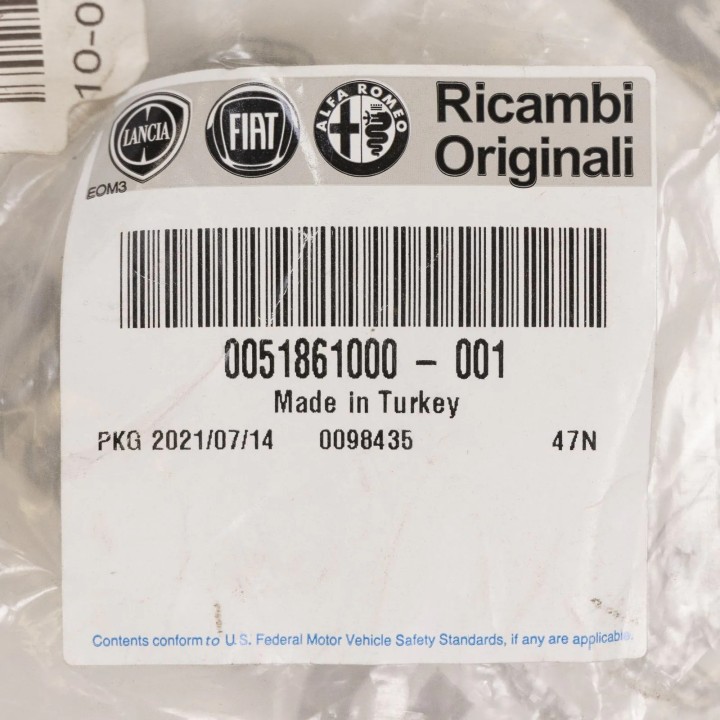 10-0
LANCIA
FIAT
ALFA ROMEO
Ricambi
Originali
EOM3
0051861000 - 001
Made in Turkey
PKG 2021/07/14 0098435 47N
Contents conform to U.S. Federal Motor Vehicle Safety Standards, if any are applicable.